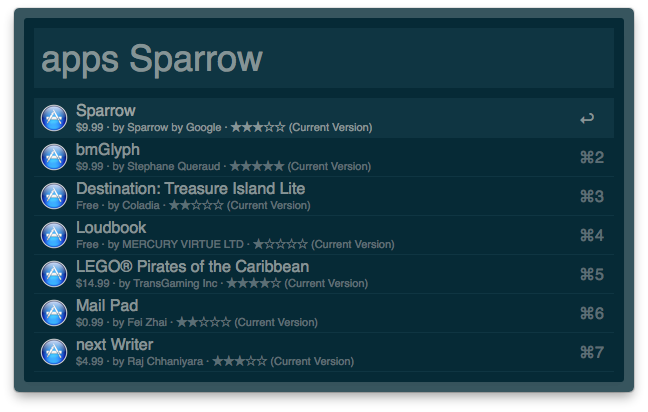 apps Sparrow
Sparrow
$9.99 · by Sparrow by Google · ★★★☆☆ (Current Version)
↩
bmGlyph
$9.99 · by Stephane Queraud · ★★★★★ (Current Version)
⌘2
Destination: Treasure Island Lite
Free · by Coladia · ★★☆☆☆ (Current Version)
⌘3
Loudbook
Free · by MERCURY VIRTUE LTD · ★☆☆☆☆ (Current Version)
⌘4
LEGO® Pirates of the Caribbean
$14.99 · by TransGaming Inc · ★★★★☆ (Current Version)
⌘5
Mail Pad
$0.99 · by Fei Zhai · ★★☆☆☆ (Current Version)
⌘6
next Writer
$4.99 · by Raj Chhaniyara · ★★★☆☆ (Current Version)
⌘7